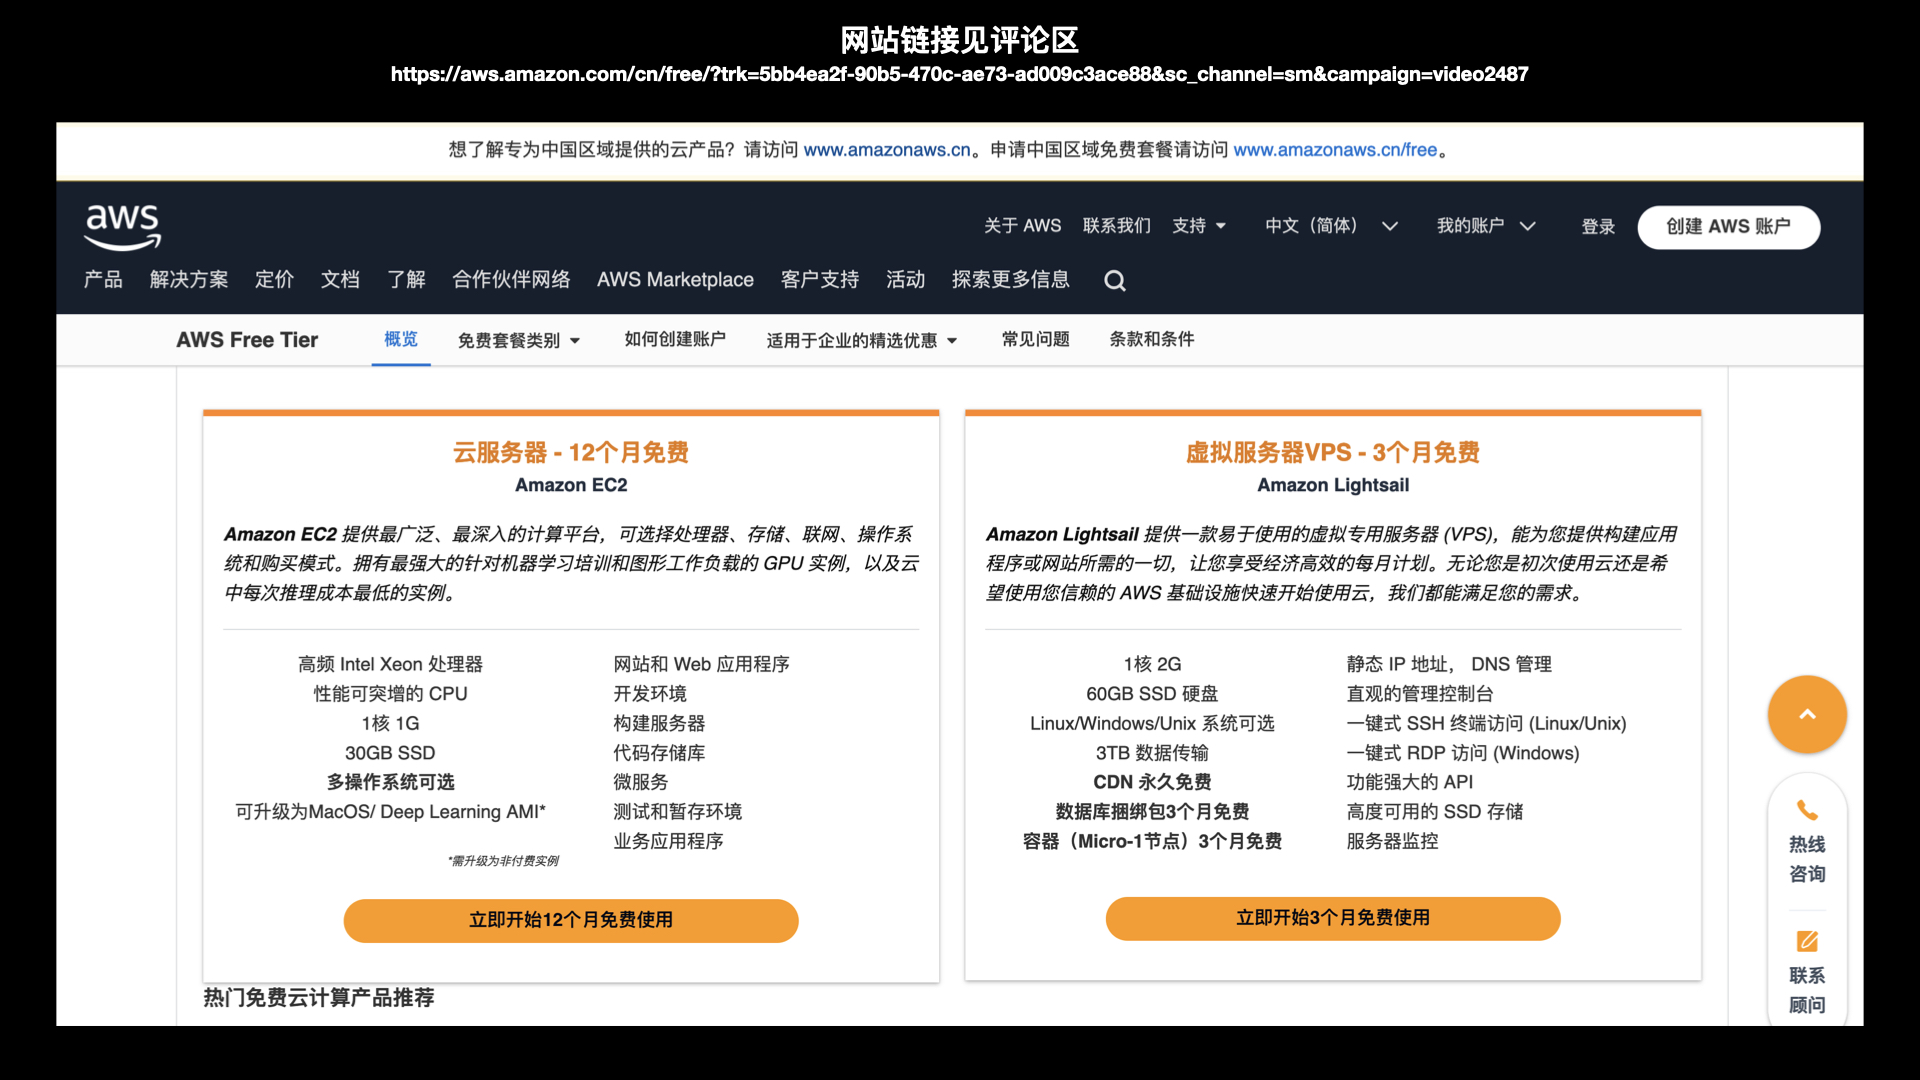 网站链接见评论区
https://aws.amazon.com/cn/free/?trk=5bb4ea2f-90b5-470c-ae73-ad009c3ace88&sc_channel=sm&campaign=video2487
想了解专为中国区域提供的云产品？请访问 www.amazonaws.cn。申请中国区域免费套餐请访问 www.amazonaws.cn/free。
aws
关于 AWS 联系我们 支持 中文（简体） 我的账户 登录 创建 AWS 账户
产品 解决方案 定价 文档 了解 合作伙伴网络 AWS Marketplace 客户支持 活动 探索更多信息
AWS Free Tier 概览 免费套餐类别 如何创建账户 适用于企业的精选优惠 常见问题 条款和条件
云服务器 - 12个月免费
Amazon EC2
Amazon EC2 提供最广泛、最深入的计算平台，可选择处理器、存储、联网、操作系
统和购买模式。拥有最强大的针对机器学习培训和图形工作负载的 GPU 实例，以及云
中每次推理成本最低的实例。
高频 Intel Xeon 处理器
性能可突增的 CPU
1核 1G
30GB SSD
多操作系统可选
可升级为MacOS/ Deep Learning AMI*
网站和 Web 应用程序
开发环境
构建服务器
代码存储库
微服务
测试和暂存环境
业务应用程序
*需升级为非付费实例
立即开始12个月免费使用
虚拟服务器VPS - 3个月免费
Amazon Lightsail
Amazon Lightsail 提供一款易于使用的虚拟专用服务器 (VPS)，能为您提供构建应用
程序或网站所需的一切，让您享受经济高效的每月计划。无论您是初次使用云还是希
望使用您信赖的 AWS 基础设施快速开始使用云，我们都能满足您的需求。
1核 2G
60GB SSD 硬盘
Linux/Windows/Unix 系统可选
3TB 数据传输
CDN 永久免费
数据库捆绑包3个月免费
容器（Micro-1节点）3个月免费
静态 IP 地址， DNS 管理
直观的管理控制台
一键式 SSH 终端访问 (Linux/Unix)
一键式 RDP 访问 (Windows)
功能强大的 API
高度可用的 SSD 存储
服务器监控
立即开始3个月免费使用
热线
咨询
联系
顾问
热门免费云计算产品推荐